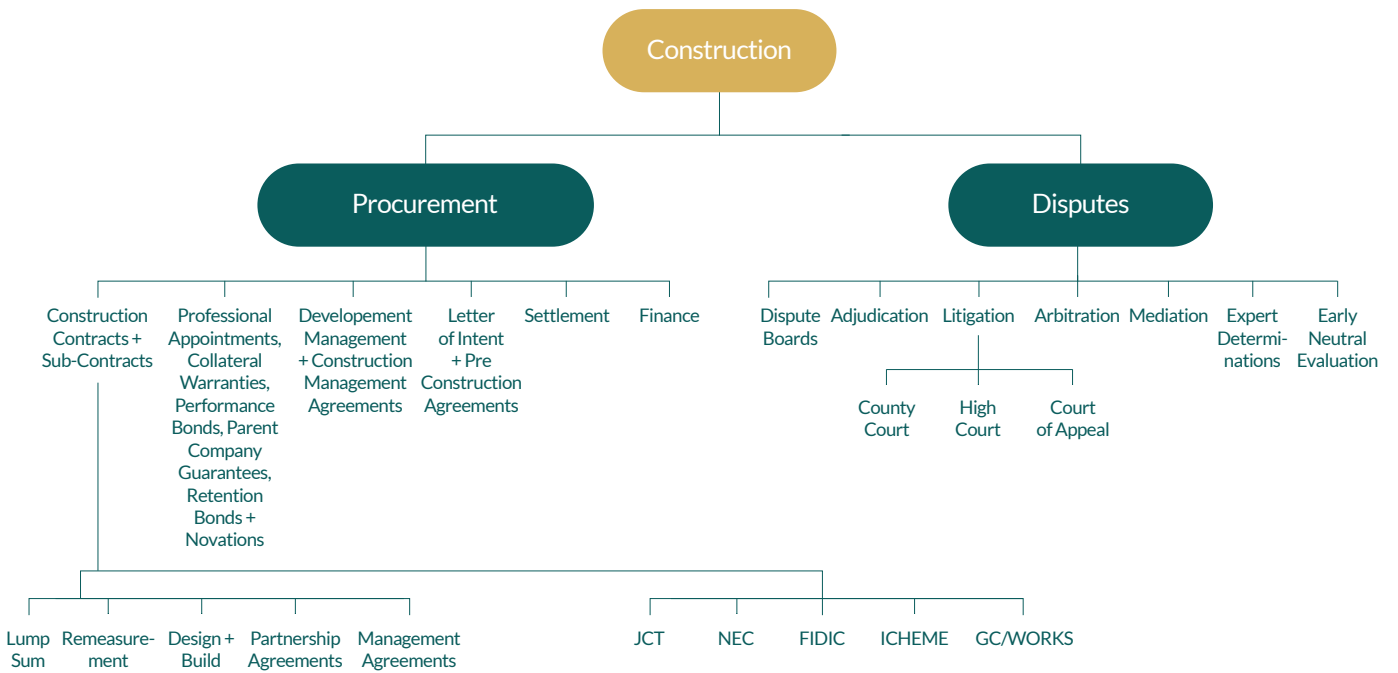 Construction
Procurement
Disputes
Construction
Contracts +
Sub-Contracts
Professional
Appointments,
Collateral
Warranties,
Performance
Bonds, Parent
Company
Guarantees,
Retention
Bonds +
Novations
Developement
Management
+ Construction
Management
Agreements
Letter
of Intent
+ Pre
Construction
Agreements
Settlement
Finance
Dispute
Boards
Adjudication
Litigation
Arbitration
Mediation
Expert
Determi-
nations
Early
Neutral
Evaluation
County
Court
High
Court
Court
of Appeal
Lump
Sum
Remeasure-
ment
Design +
Build
Partnership
Agreements
Management
Agreements
JCT
NEC
FIDIC
ICHEME
GC/WORKS